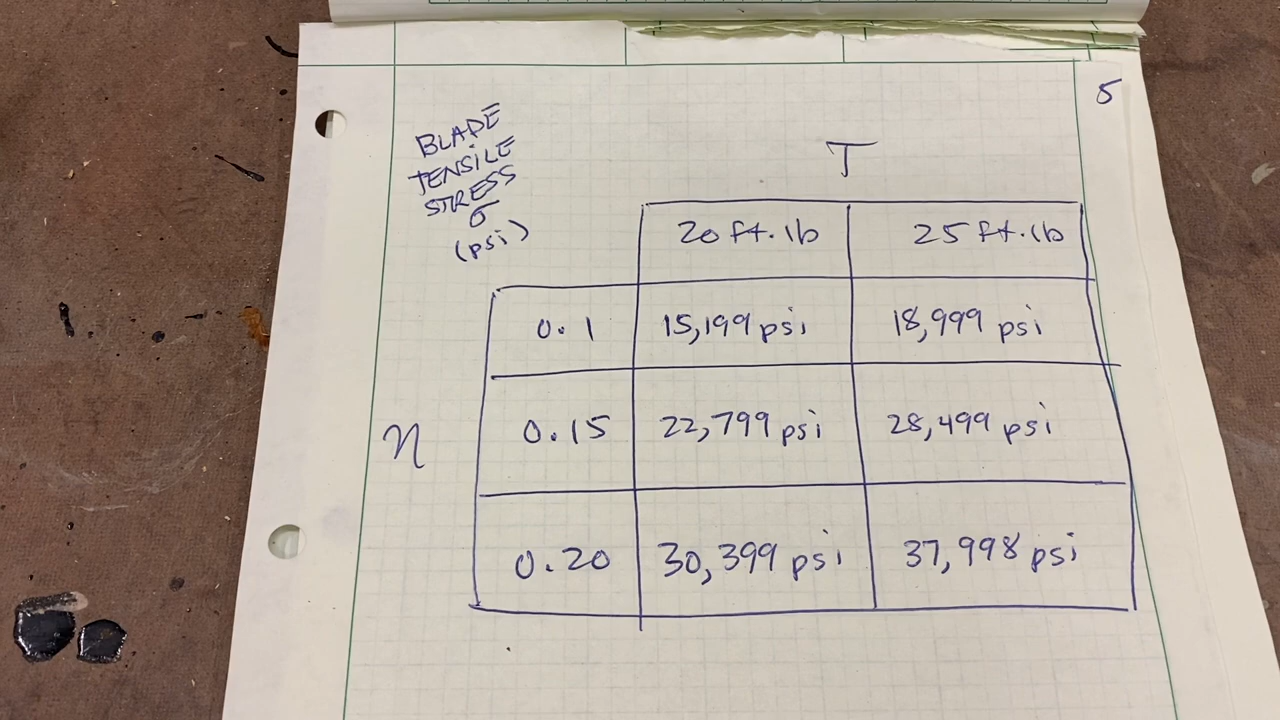 5
BLADE
TENSILE
STRESS
σ
(psi)
T
20 ft.lb 25 ft.lb
0.1 15,199 psi 18,999 psi
η 0.15 22,799 psi 28,499 psi
0.20 30,399 psi 37,998 psi